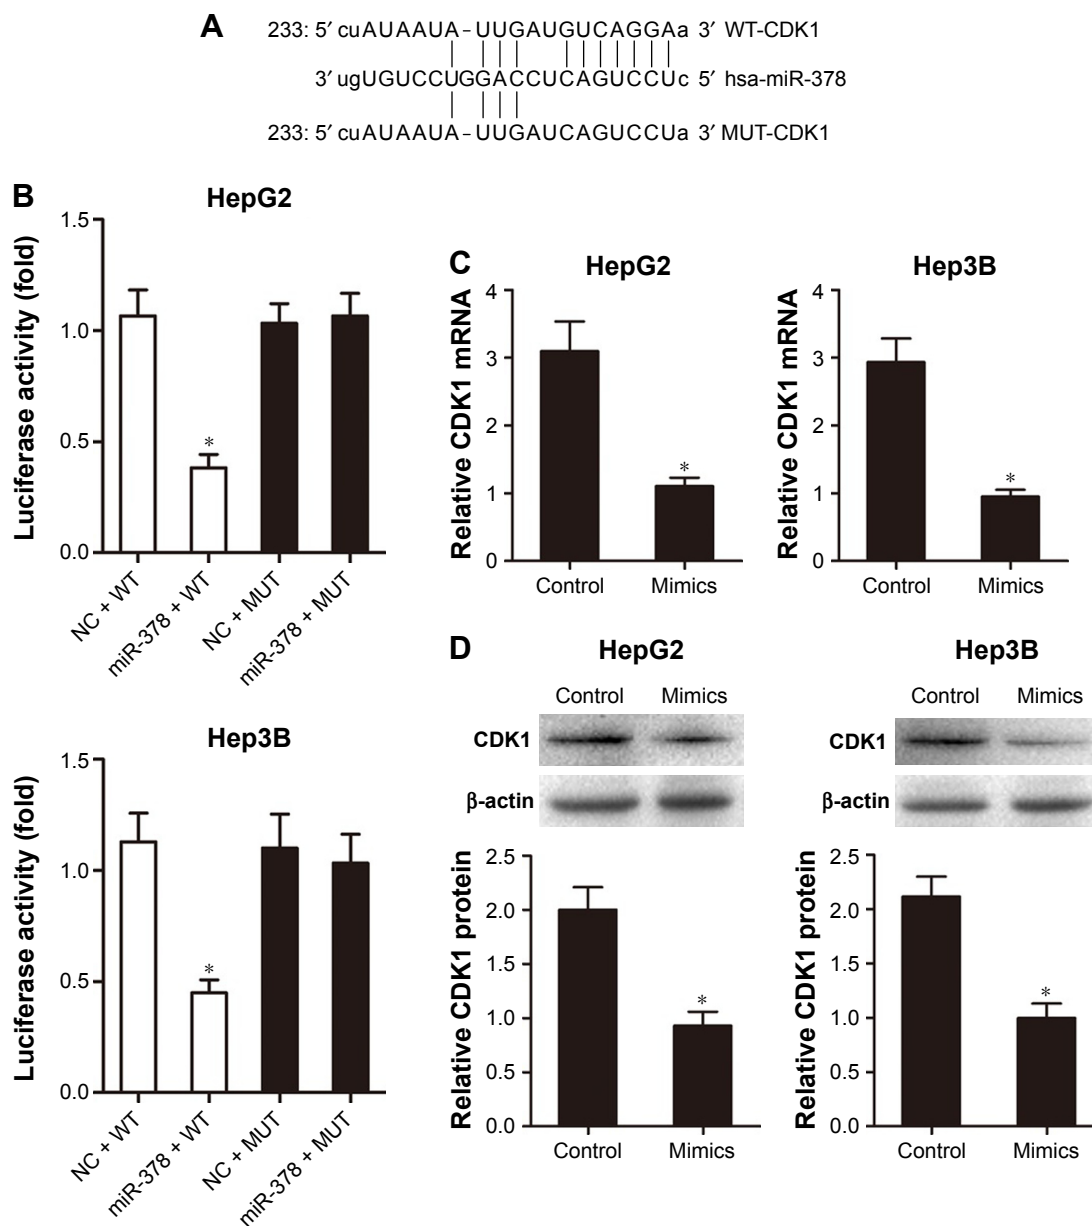 A
233: 5′ cuAUAAUA-UUGAUGUCAGGAa 3′ WT-CDK1
3′ ugUGUCCUGGACCUCAGUCCUc 5′ hsa-miR-378
233: 5′ cuAUAAUA-UUGAUCAGUCCUa 3′ MUT-CDK1
B
HepG2
Luciferase activity (fold)
1.5
1.0
0.5
0.0
*
NC + WT
miR-378 + WT
NC + MUT
miR-378 + MUT
Hep3B
Luciferase activity (fold)
1.5
1.0
0.5
0.0
*
NC + WT
miR-378 + WT
NC + MUT
miR-378 + MUT
C
HepG2
Relative CDK1 mRNA
4
3
2
1
0
*
Control Mimics
Hep3B
Relative CDK1 mRNA
4
3
2
1
0
*
Control Mimics
D
HepG2
Control Mimics
CDK1
β-actin
Relative CDK1 protein
2.5
2.0
1.5
1.0
0.5
0.0
*
Control Mimics
Hep3B
Control Mimics
CDK1
β-actin
Relative CDK1 protein
2.5
2.0
1.5
1.0
0.5
0.0
*
Control Mimics